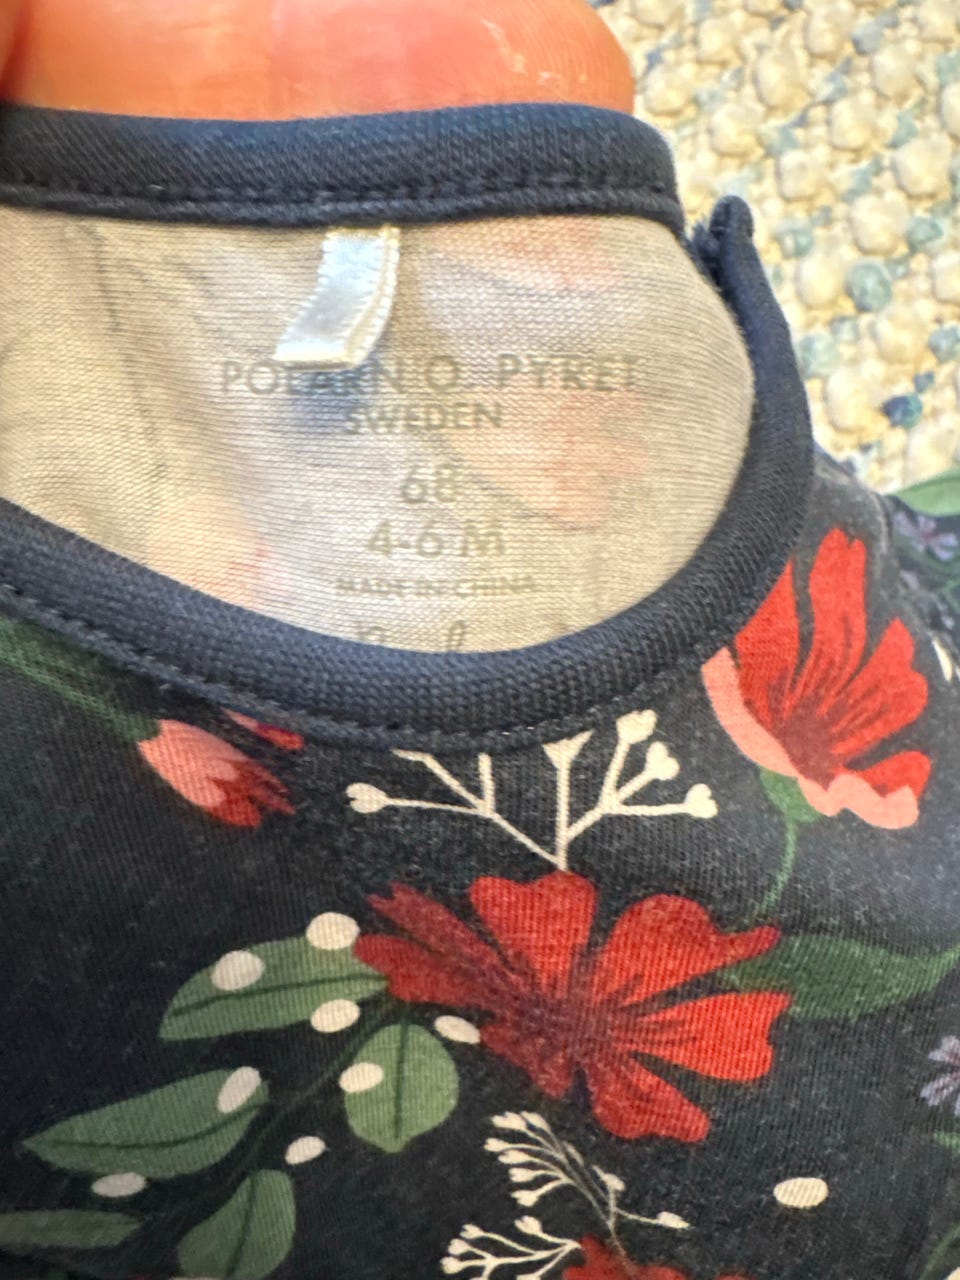 POLARN O. PYRET
SWEDEN
68
4-6 M
MADE IN CHINA